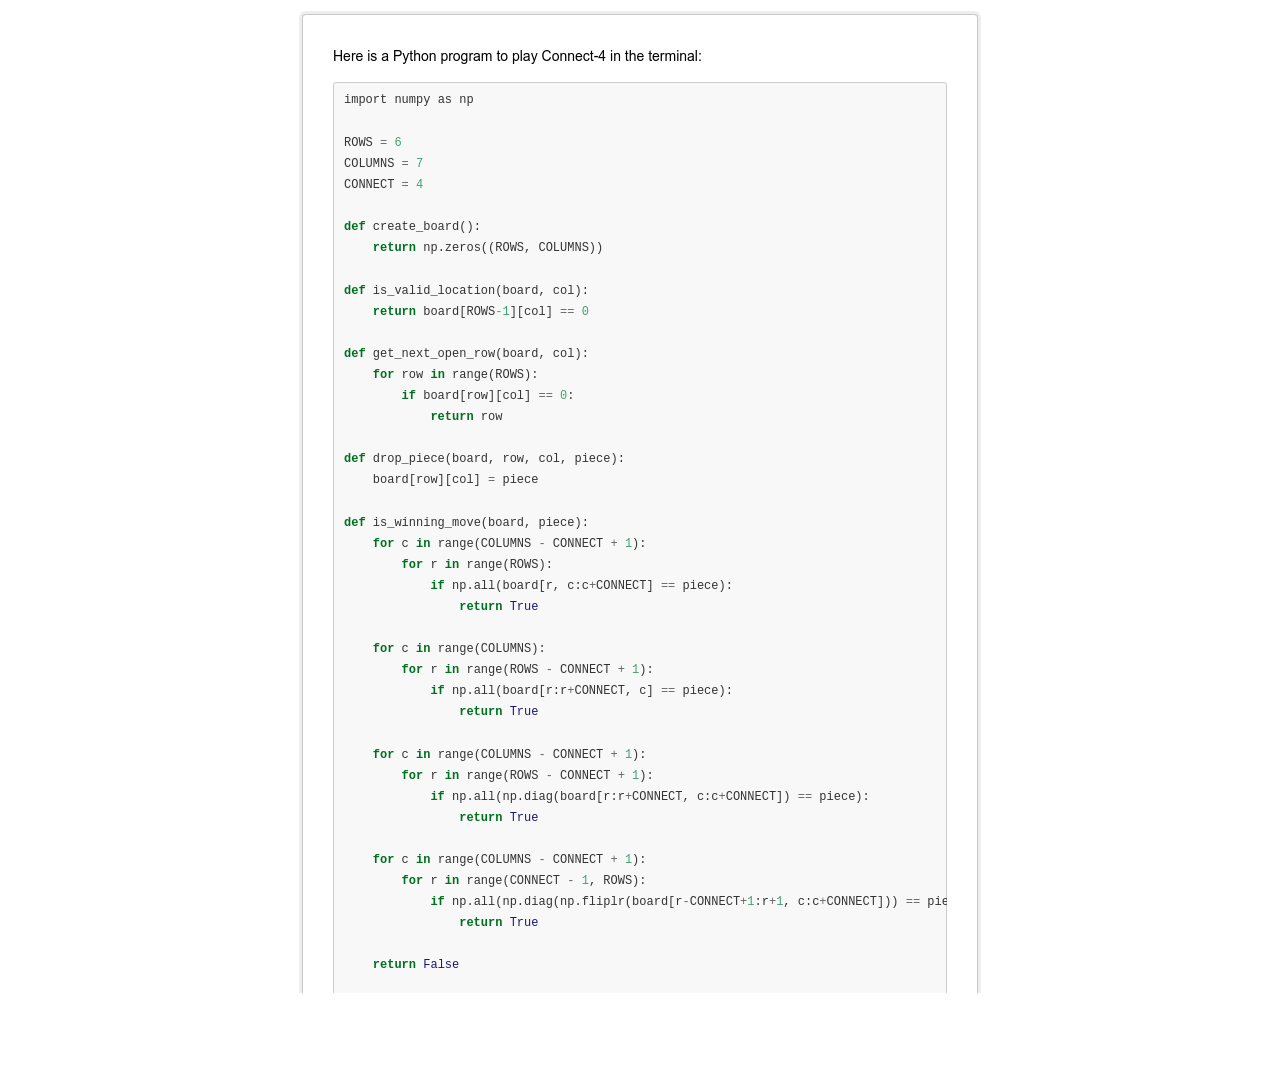 Here is a Python program to play Connect-4 in the terminal:
import numpy as np

ROWS = 6
COLUMNS = 7
CONNECT = 4

def create_board():
    return np.zeros((ROWS, COLUMNS))

def is_valid_location(board, col):
    return board[ROWS-1][col] == 0

def get_next_open_row(board, col):
    for row in range(ROWS):
        if board[row][col] == 0:
            return row

def drop_piece(board, row, col, piece):
    board[row][col] = piece

def is_winning_move(board, piece):
    for c in range(COLUMNS - CONNECT + 1):
        for r in range(ROWS):
            if np.all(board[r, c:c+CONNECT] == piece):
                return True

    for c in range(COLUMNS):
        for r in range(ROWS - CONNECT + 1):
            if np.all(board[r:r+CONNECT, c] == piece):
                return True

    for c in range(COLUMNS - CONNECT + 1):
        for r in range(ROWS - CONNECT + 1):
            if np.all(np.diag(board[r:r+CONNECT, c:c+CONNECT]) == piece):
                return True

    for c in range(COLUMNS - CONNECT + 1):
        for r in range(CONNECT - 1, ROWS):
            if np.all(np.diag(np.fliplr(board[r-CONNECT+1:r+1, c:c+CONNECT])) == pie
                return True

    return False